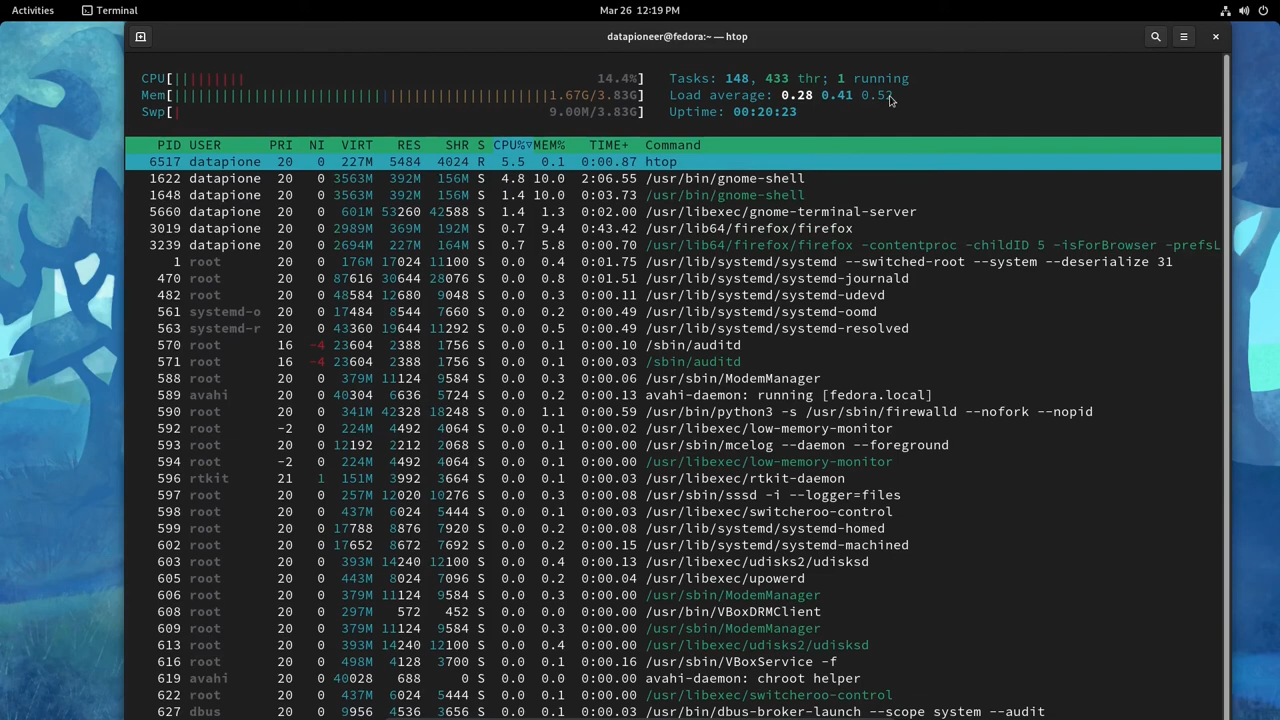 Activities Terminal Mar 26 12:19 PM
datapioneer@fedora:~ — htop
CPU[||||||||| 14.4%] Tasks: 148, 433 thr; 1 running
Mem[||||||||||||||||||||||||||||||||||||||||||||||||1.67G/3.83G] Load average: 0.28 0.41 0.52
Swp[| 9.00M/3.83G] Uptime: 00:20:23
PID USER PRI NI VIRT RES SHR S CPU%▽MEM% TIME+ Command
6517 datapione 20 0 227M 5484 4024 R 5.5 0.1 0:00.87 htop
1622 datapione 20 0 3563M 392M 156M S 4.8 10.0 2:06.55 /usr/bin/gnome-shell
1648 datapione 20 0 3563M 392M 156M S 1.4 10.0 0:03.73 /usr/bin/gnome-shell
5660 datapione 20 0 601M 53260 42588 S 1.4 1.3 0:02.00 /usr/libexec/gnome-terminal-server
3019 datapione 20 0 2989M 369M 192M S 0.7 9.4 0:43.42 /usr/lib64/firefox/firefox
3239 datapione 20 0 2694M 227M 164M S 0.7 5.8 0:00.70 /usr/lib64/firefox/firefox -contentproc -childID 5 -isForBrowser -prefsL
1 root 20 0 176M 17024 11100 S 0.0 0.4 0:01.75 /usr/lib/systemd/systemd --switched-root --system --deserialize 31
470 root 20 0 87616 30644 28076 S 0.0 0.8 0:01.51 /usr/lib/systemd/systemd-journald
482 root 20 0 48584 12680 9048 S 0.0 0.3 0:00.11 /usr/lib/systemd/systemd-udevd
561 systemd-o 20 0 17484 8544 7660 S 0.0 0.2 0:00.49 /usr/lib/systemd/systemd-oomd
563 systemd-r 20 0 43360 19644 11292 S 0.0 0.5 0:00.49 /usr/lib/systemd/systemd-resolved
570 root 16 -4 23604 2388 1756 S 0.0 0.1 0:00.10 /sbin/auditd
571 root 16 -4 23604 2388 1756 S 0.0 0.1 0:00.03 /sbin/auditd
588 root 20 0 379M 11124 9584 S 0.0 0.3 0:00.06 /usr/sbin/ModemManager
589 avahi 20 0 40304 6636 5724 S 0.0 0.2 0:00.13 avahi-daemon: running [fedora.local]
590 root 20 0 341M 42328 18248 S 0.0 1.1 0:00.59 /usr/bin/python3 -s /usr/sbin/firewalld --nofork --nopid
592 root -2 0 224M 4492 4064 S 0.0 0.1 0:00.02 /usr/libexec/low-memory-monitor
593 root 20 0 12192 2212 2068 S 0.0 0.1 0:00.03 /usr/sbin/mcelog --daemon --foreground
594 root -2 0 224M 4492 4064 S 0.0 0.1 0:00.00 /usr/libexec/low-memory-monitor
596 rtkit 21 1 151M 3992 3664 S 0.0 0.1 0:00.03 /usr/libexec/rtkit-daemon
597 root 20 0 257M 12020 10276 S 0.0 0.3 0:00.08 /usr/sbin/sssd -i --logger=files
598 root 20 0 437M 6024 5444 S 0.0 0.1 0:00.03 /usr/libexec/switcheroo-control
599 root 20 0 17788 8876 7920 S 0.0 0.2 0:00.08 /usr/lib/systemd/systemd-homed
602 root 20 0 17652 8672 7692 S 0.0 0.2 0:00.15 /usr/lib/systemd/systemd-machined
603 root 20 0 393M 14240 12100 S 0.0 0.4 0:00.13 /usr/libexec/udisks2/udisksd
605 root 20 0 443M 8024 7096 S 0.0 0.2 0:00.04 /usr/libexec/upowerd
606 root 20 0 379M 11124 9584 S 0.0 0.3 0:00.00 /usr/sbin/ModemManager
608 root 20 0 297M 572 452 S 0.0 0.0 0:00.00 /usr/bin/VBoxDRMClient
609 root 20 0 379M 11124 9584 S 0.0 0.3 0:00.00 /usr/sbin/ModemManager
613 root 20 0 393M 14240 12100 S 0.0 0.4 0:00.00 /usr/libexec/udisks2/udisksd
616 root 20 0 498M 4128 3700 S 0.0 0.1 0:00.16 /usr/sbin/VBoxService -f
619 avahi 20 0 40028 688 0 S 0.0 0.0 0:00.00 avahi-daemon: chroot helper
622 root 20 0 437M 6024 5444 S 0.0 0.1 0:00.00 /usr/libexec/switcheroo-control
627 dbus 20 0 9956 4536 3656 S 0.0 0.1 0:00.03 /usr/bin/dbus-broker-launch --scope system --audit